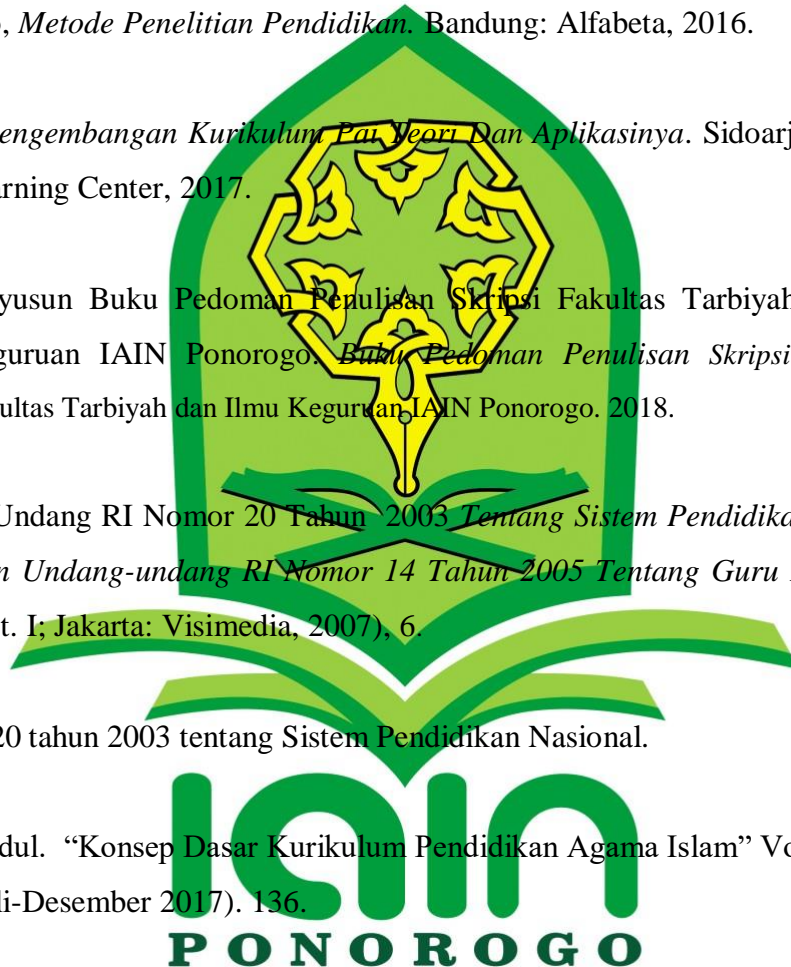 , Metode Penelitian Pendidikan. Bandung: Alfabeta, 2016.
engembangan Kurikulum Pai Teori Dan Aplikasinya. Sidoarj
rning Center, 2017.
yusun Buku Pedoman Penulisan Skripsi Fakultas Tarbiyah
guruan IAIN Ponorogo. Buku Pedoman Penulisan Skripsi
ultas Tarbiyah dan Ilmu Keguruan IAIN Ponorogo. 2018.
Undang RI Nomor 20 Tahun 2003 Tentang Sistem Pendidika
n Undang-undang RI Nomor 14 Tahun 2005 Tentang Guru
t. I; Jakarta: Visimedia, 2007), 6.
20 tahun 2003 tentang Sistem Pendidikan Nasional.
dul. “Konsep Dasar Kurikulum Pendidikan Agama Islam” Vo
li-Desember 2017). 136.
iain
PONOROGO